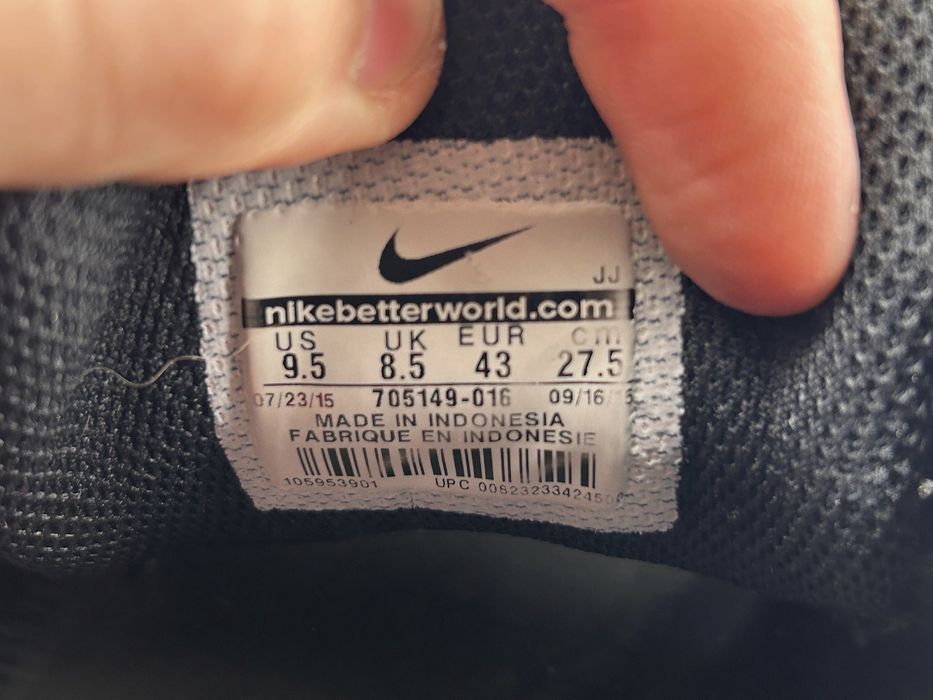 JJ
nikebetterworld.com
US UK EUR cm
9.5 8.5 43 27.5
07/23/15 705149-016
MADE IN INDONESIA
FABRIQUE EN INDONESIE
105953901 UPC